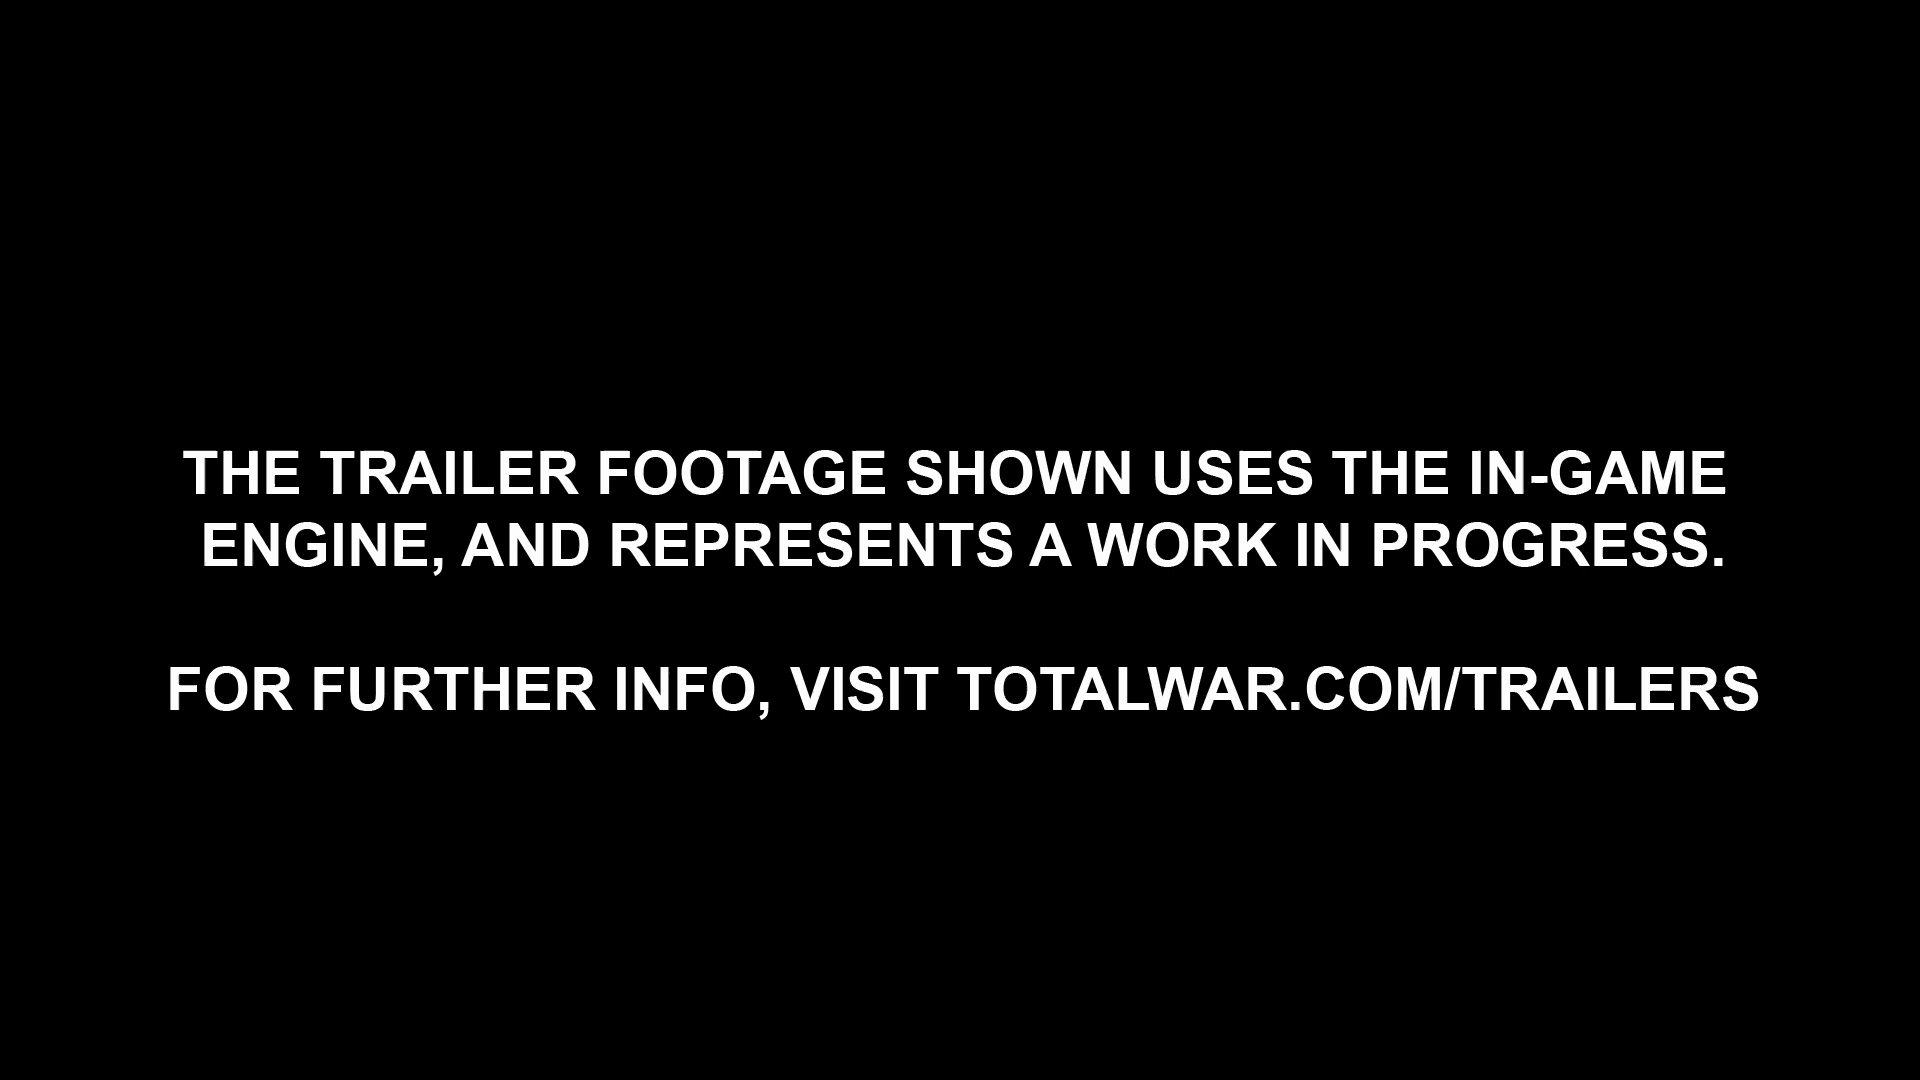 THE TRAILER FOOTAGE SHOWN USES THE IN-GAME
ENGINE, AND REPRESENTS A WORK IN PROGRESS.
FOR FURTHER INFO, VISIT TOTALWAR.COM/TRAILERS